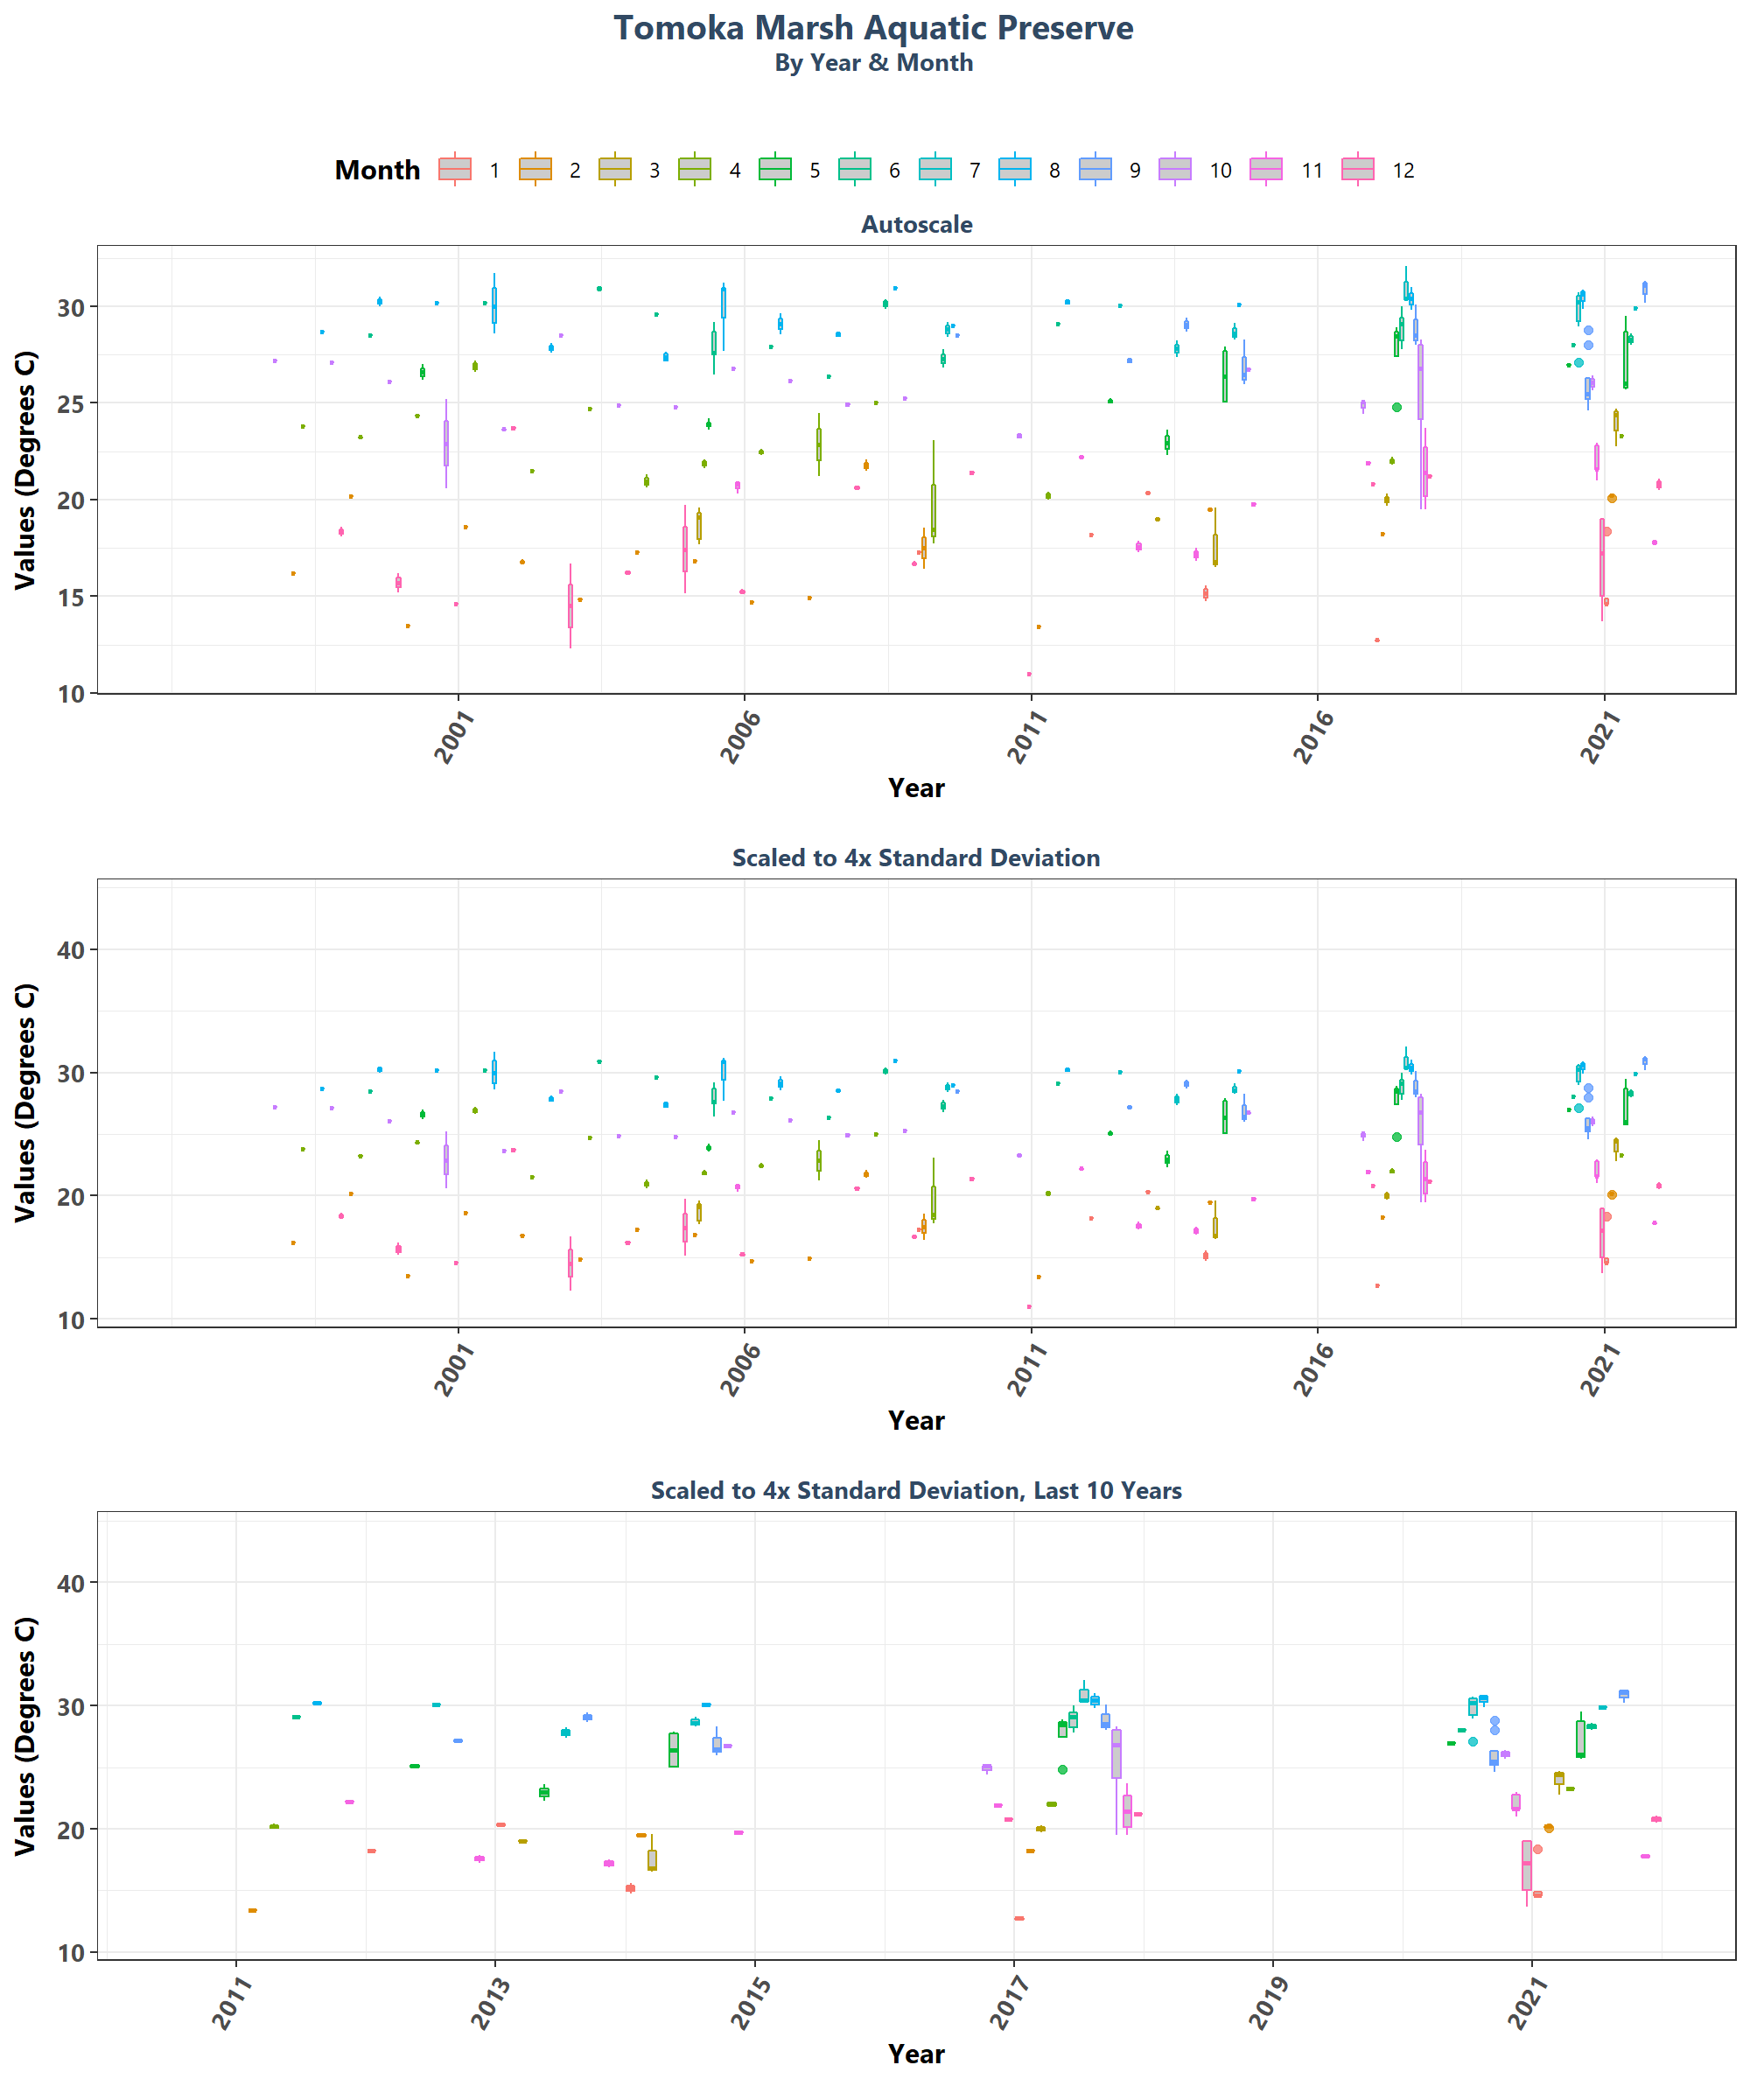 Tomoka Marsh Aquatic Preserve
By Year & Month
Month 1 2 3 4 5 6 7 8 9 10 11 12
Autoscale
Values (Degrees C)
30
25
20
15
10
2001 2006 2011 2016 2021
Year
Scaled to 4x Standard Deviation
Values (Degrees C)
40
30
20
10
2001 2006 2011 2016 2021
Year
Scaled to 4x Standard Deviation, Last 10 Years
Values (Degrees C)
40
30
20
10
2011 2013 2015 2017 2019 2021
Year